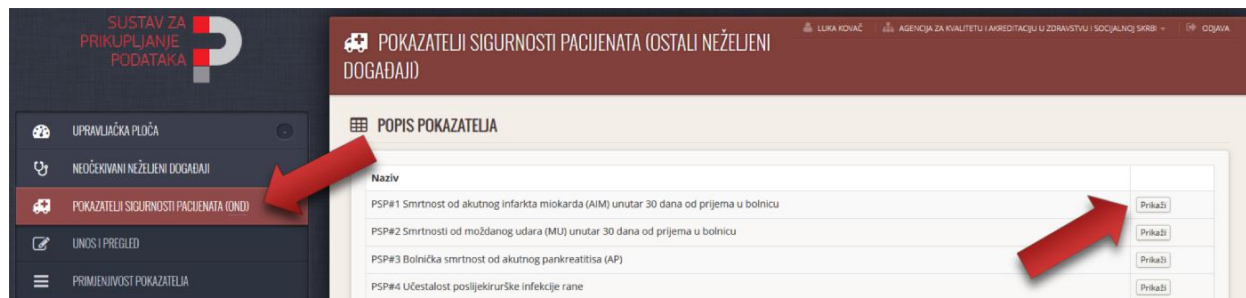 SUSTAV ZA
PRIKUPLJANJE
PODATAKA
UPRAVLJAČKA PLOČA
NEOČEKIVANI NEŽELJENI DOGAĐAJI
POKAZATELJI SIGURNOSTI PACIJENATA (OND)
UNOS I PREGLED
PRIMJENJIVOST POKAZATELJA
LUKA KOVAČ
AGENCIJA ZA KVALITETU I AKREDITACIJU U ZDRAVSTVU I SOCIJALNOJ SKRBI
ODJAVA
POKAZATELJI SIGURNOSTI PACIJENATA (OSTALI NEŽELJENI
DOGAĐAJI)
POPIS POKAZATELJA
Naziv
PSP#1 Smrtnost od akutnog infarkta miokarda (AIM) unutar 30 dana od prijema u bolnicu Prikaži
PSP#2 Smrtnosti od moždanog udara (MU) unutar 30 dana od prijema u bolnicu Prikaži
PSP#3 Bolnička smrtnost od akutnog pankreatitisa (AP) Prikaži
PSP#4 Učestalost poslijekirurške infekcije rane Prikaži